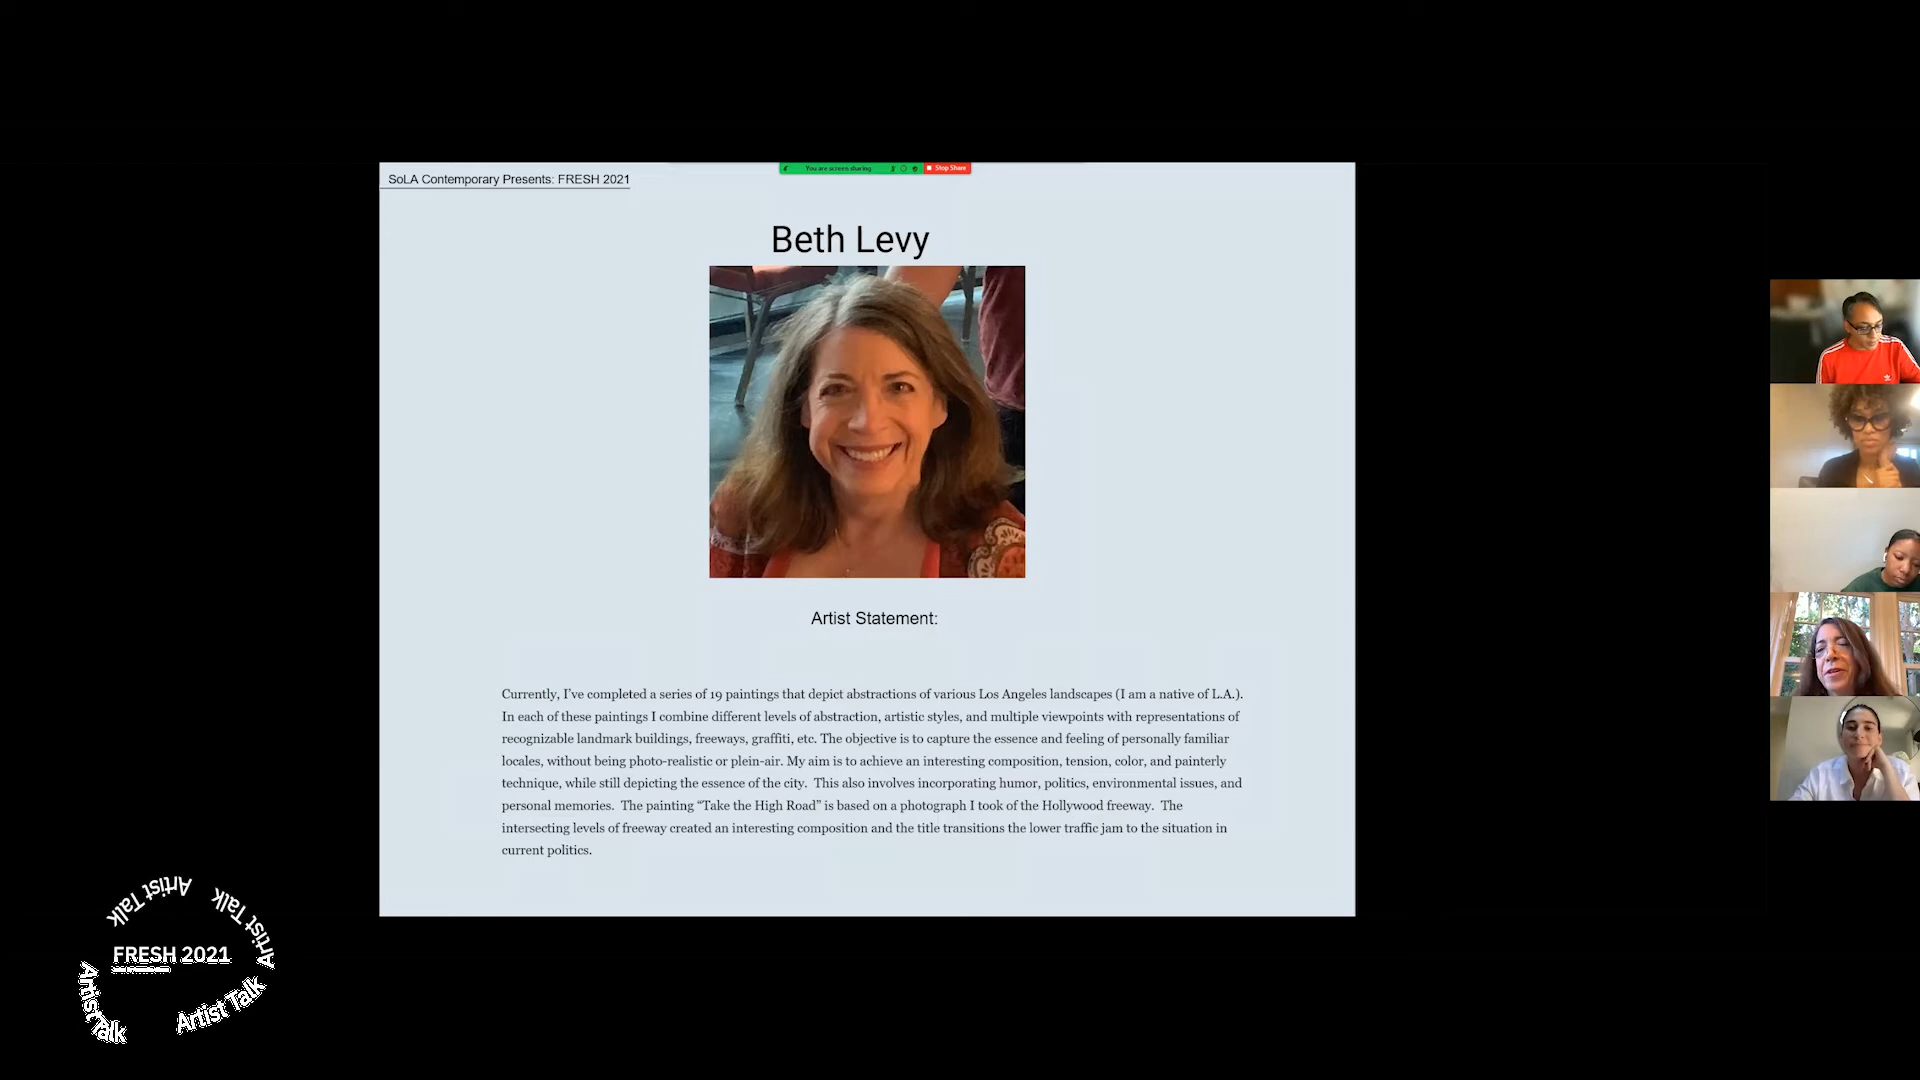 SoLA Contemporary Presents: FRESH 2021
You are screen sharing
Stop Share
Beth Levy
Artist Statement:
Currently, I've completed a series of 19 paintings that depict abstractions of various Los Angeles landscapes (I am a native of L.A.).
In each of these paintings I combine different levels of abstraction, artistic styles, and multiple viewpoints with representations of
recognizable landmark buildings, freeways, graffiti, etc. The objective is to capture the essence and feeling of personally familiar
locales, without being photo-realistic or plein-air. My aim is to achieve an interesting composition, tension, color, and painterly
technique, while still depicting the essence of the city.  This also involves incorporating humor, politics, environmental issues, and
personal memories.  The painting “Take the High Road” is based on a photograph I took of the Hollywood freeway.  The
intersecting levels of freeway created an interesting composition and the title transitions the lower traffic jam to the situation in
current politics.
Artist Talk
Artist Talk
Artist
FRESH 2021
Artist Talk
Artist Talk